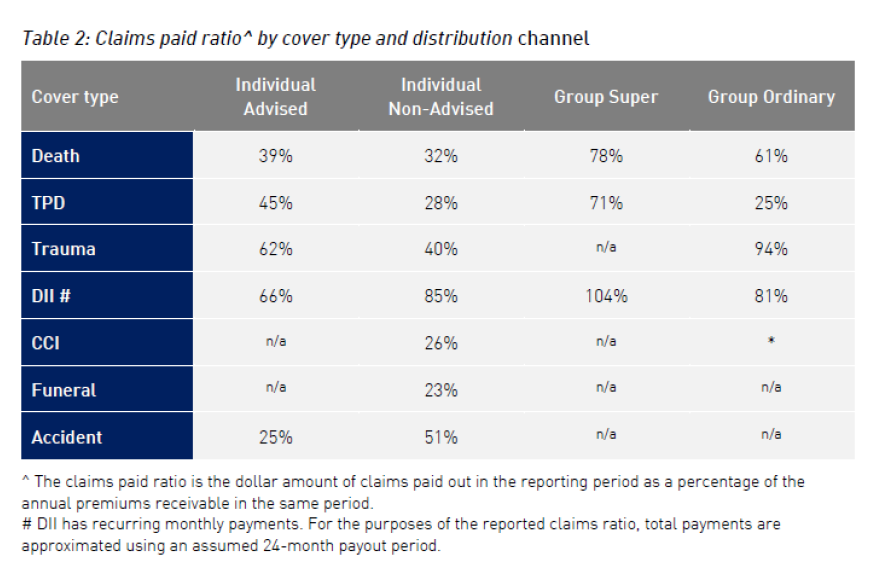 Table 2: Claims paid ratio^ by cover type and distribution channel
Cover type Individual Advised Individual Non-Advised Group Super Group Ordinary
Death 39% 32% 78% 61%
TPD 45% 28% 71% 25%
Trauma 62% 40% n/a 94%
DII # 66% 85% 104% 81%
CCI n/a 26% n/a *
Funeral n/a 23% n/a n/a
Accident 25% 51% n/a n/a
^ The claims paid ratio is the dollar amount of claims paid out in the reporting period as a percentage of the
annual premiums receivable in the same period.
# DII has recurring monthly payments. For the purposes of the reported claims ratio, total payments are
approximated using an assumed 24-month payout period.